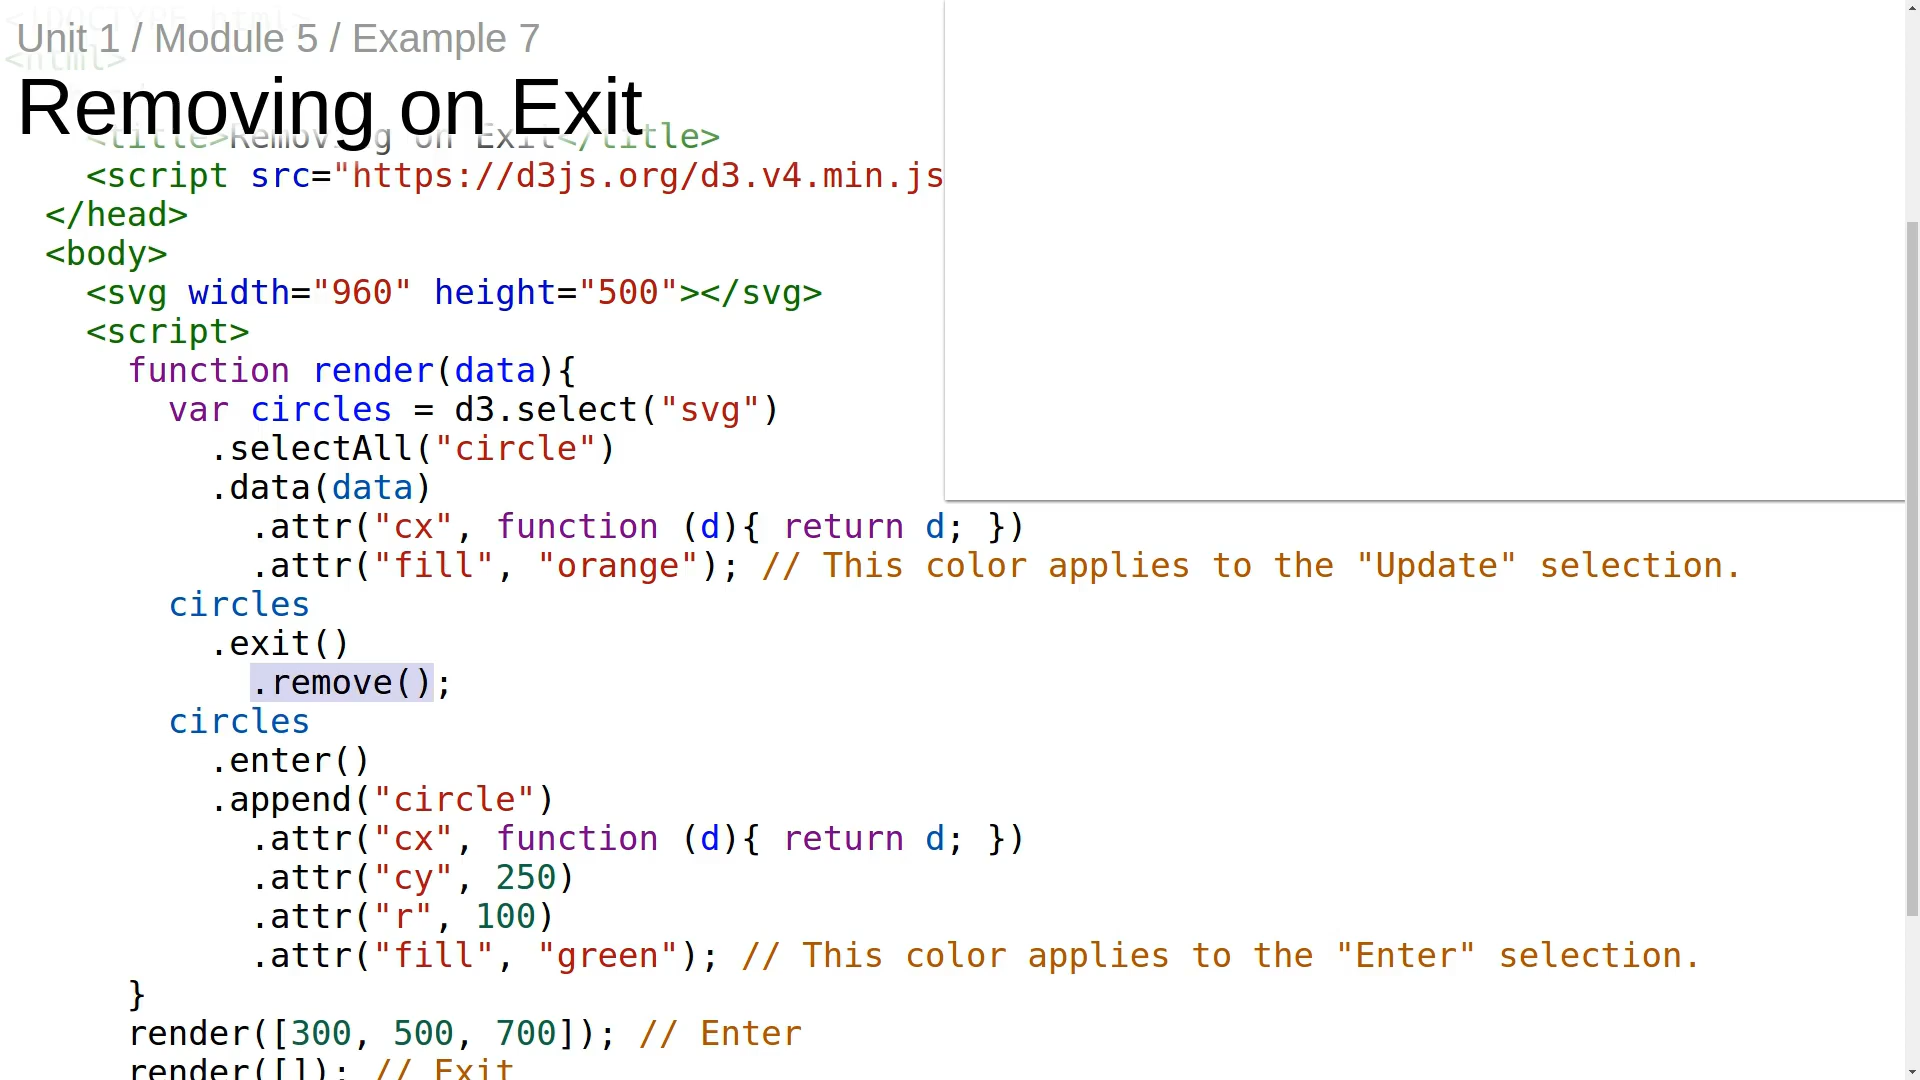 <!DOCTYPE html>
Unit 1 / Module 5 / Example 7
<html>
Removing on Exit
<title>Removing on Exit</title>
<script src="https://d3js.org/d3.v4.min.js
</head>
<body>
<svg width="960" height="500"></svg>
<script>
function render(data){
var circles = d3.select("svg")
.selectAll("circle")
.data(data)
.attr("cx", function (d){ return d; })
.attr("fill", "orange"); // This color applies to the "Update" selection.
circles
.exit()
.remove();
circles
.enter()
.append("circle")
.attr("cx", function (d){ return d; })
.attr("cy", 250)
.attr("r", 100)
.attr("fill", "green"); // This color applies to the "Enter" selection.
}
render([300, 500, 700]); // Enter
render([]); // Exit